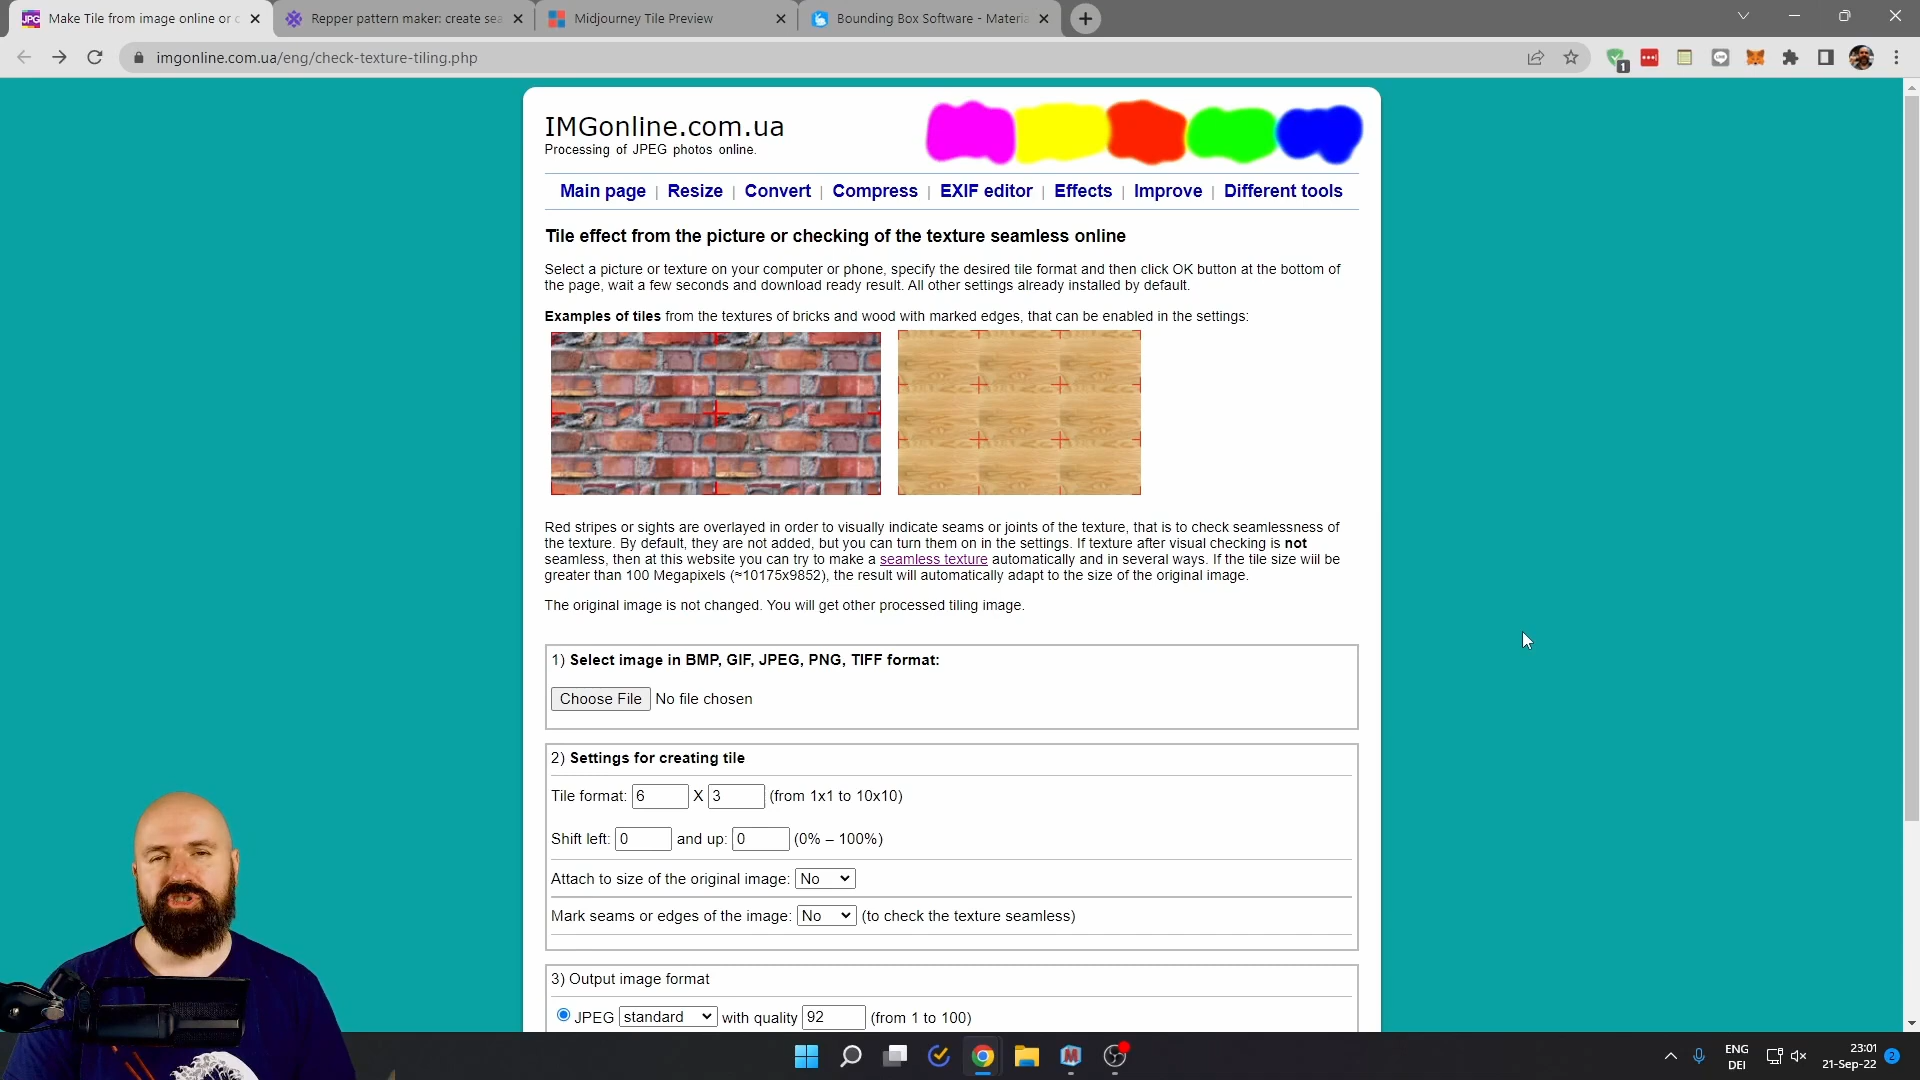 Make Tile from image online or c
Repper pattern maker: create sea
Midjourney Tile Preview
Bounding Box Software - Materia
imgonline.com.ua/eng/check-texture-tiling.php
1
IMGonline.com.ua
Processing of JPEG photos online.
Main page | Resize | Convert | Compress | EXIF editor | Effects | Improve | Different tools
Tile effect from the picture or checking of the texture seamless online
Select a picture or texture on your computer or phone, specify the desired tile format and then click OK button at the bottom of
the page, wait a few seconds and download ready result. All other settings already installed by default.
Examples of tiles from the textures of bricks and wood with marked edges, that can be enabled in the settings:
Red stripes or sights are overlayed in order to visually indicate seams or joints of the texture, that is to check seamlessness of
the texture. By default, they are not added, but you can turn them on in the settings. If texture after visual checking is not
seamless, then at this website you can try to make a seamless texture automatically and in several ways. If the tile size will be
greater than 100 Megapixels (≈10175x9852), the result will automatically adapt to the size of the original image.
The original image is not changed. You will get other processed tiling image.
1) Select image in BMP, GIF, JPEG, PNG, TIFF format:
Choose File No file chosen
2) Settings for creating tile
Tile format: 6 X 3 (from 1x1 to 10x10)
Shift left: 0 and up: 0 (0% – 100%)
Attach to size of the original image: No
Mark seams or edges of the image: No (to check the texture seamless)
3) Output image format
JPEG standard with quality 92 (from 1 to 100)
ENG
DEI
23:01
21-Sep-22
2